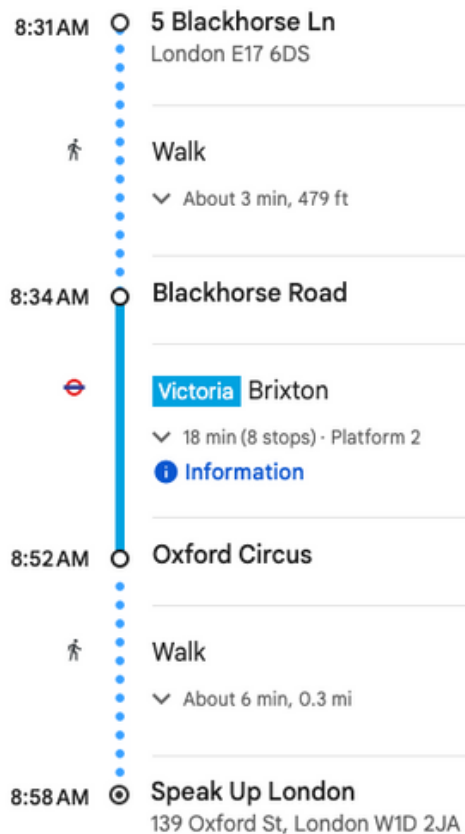 8:31 AM 5 Blackhorse Ln
London E17 6DS
Walk
About 3 min, 479 ft
8:34 AM Blackhorse Road
Victoria Brixton
18 min (8 stops) · Platform 2
Information
8:52 AM Oxford Circus
Walk
About 6 min, 0.3 mi
8:58 AM Speak Up London
139 Oxford St, London W1D 2JA